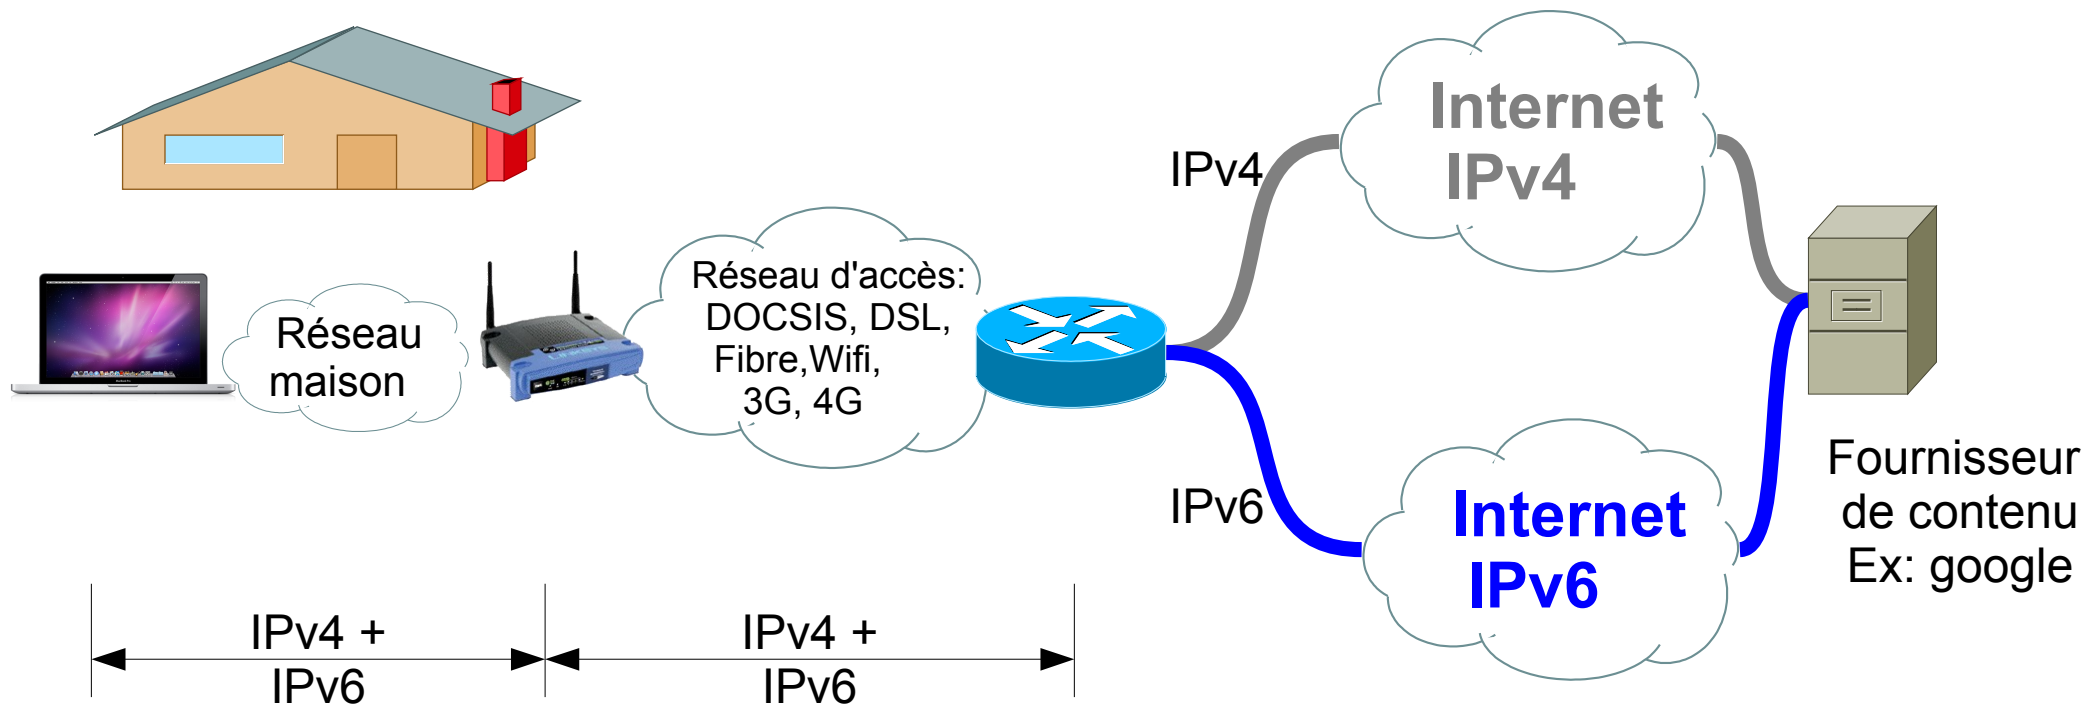 Internet
IPv4
IPv4
Réseau d'accès:
DOCSIS, DSL,
Fibre,Wifi,
3G, 4G
Réseau
maison
Fournisseur
de contenu
Ex: google
IPv6
Internet
IPv6
IPv4 +
IPv6
IPv4 +
IPv6